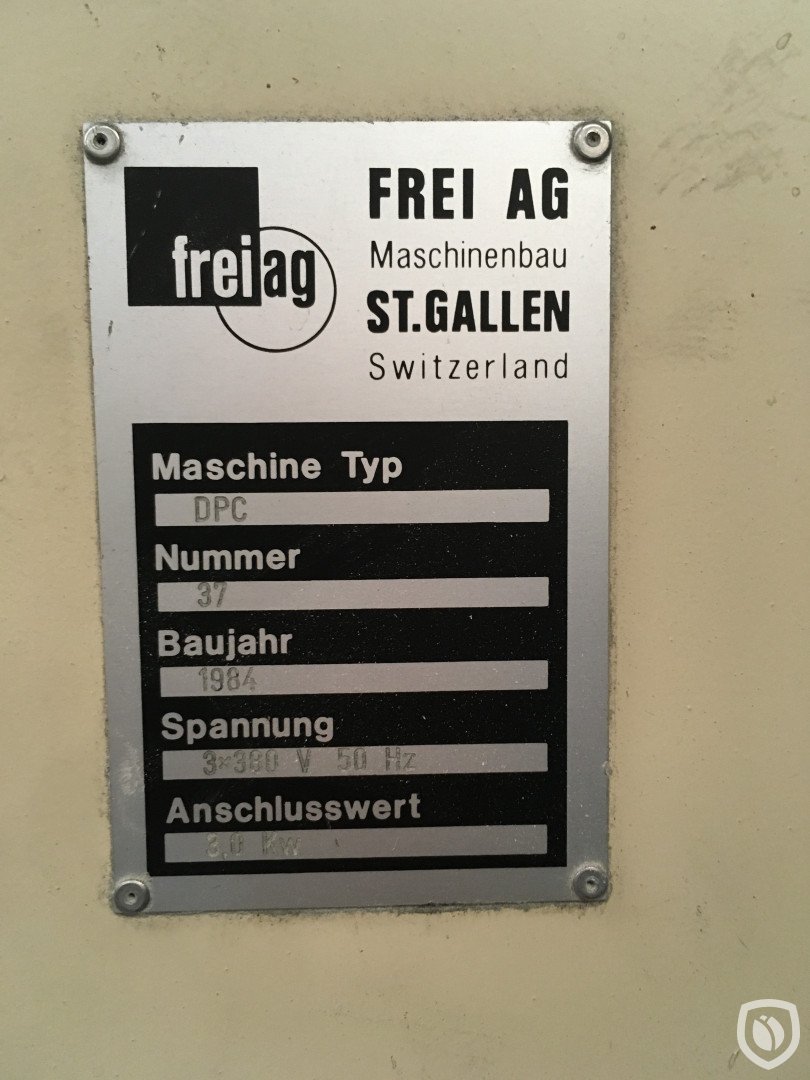 freiag
FREI AG
Maschinenbau
ST.GALLEN
Switzerland
Maschine Typ
DPC
Nummer
37
Baujahr
1984
Spannung
3×380 V 50 Hz
Anschlusswert
3,0 Kw